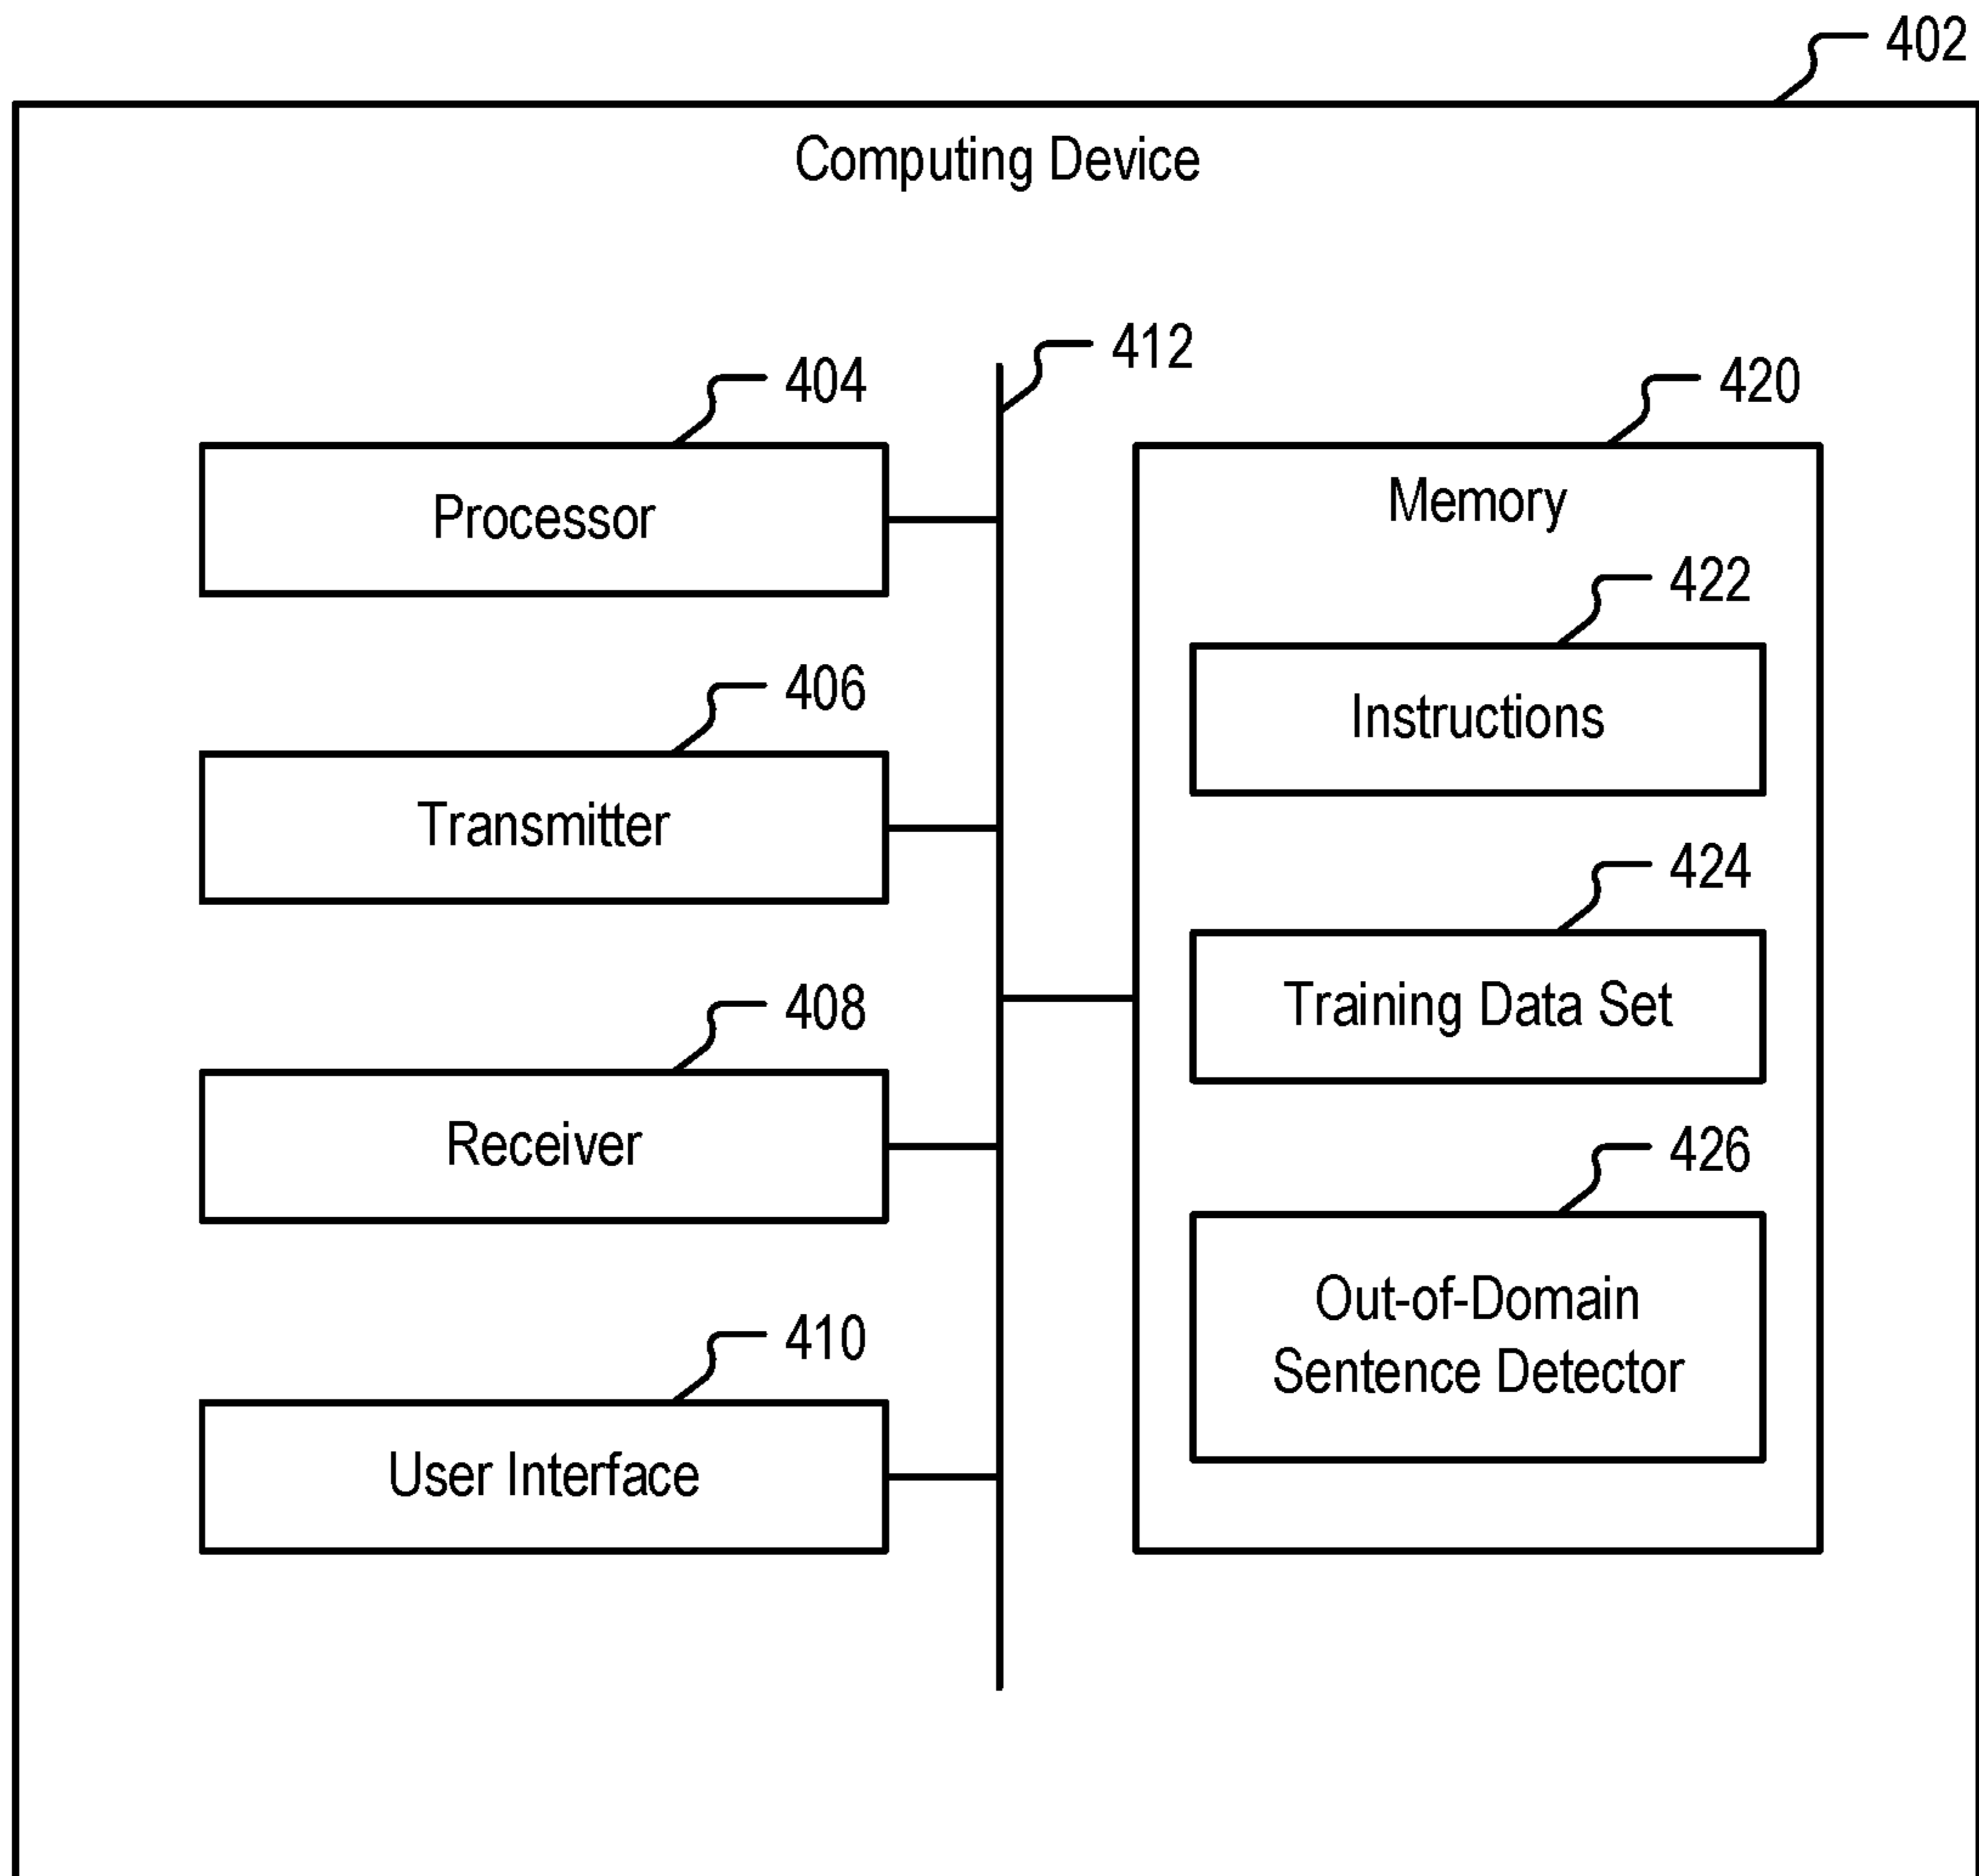 402
Computing Device
412
404
Processor
406
Transmitter
408
Receiver
410
User Interface
420
Memory
422
Instructions
424
Training Data Set
426
Out-of-Domain
Sentence Detector